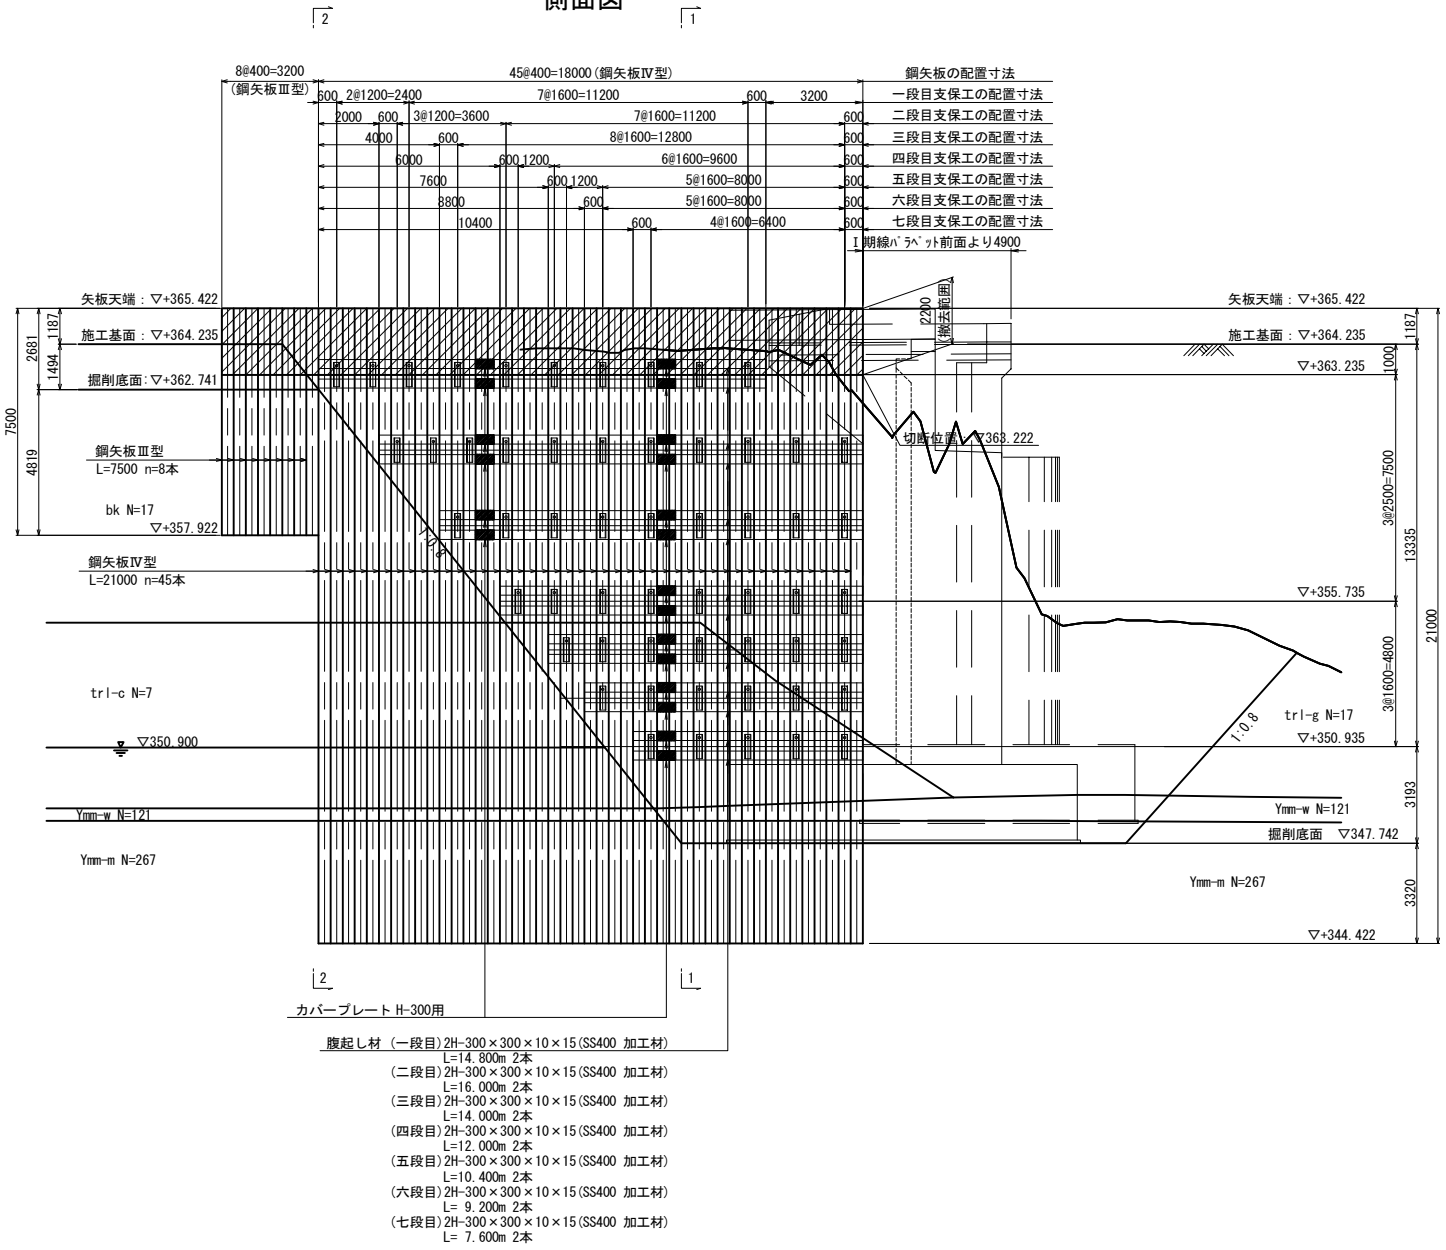 側面図
2
1
8@400=3200
(鋼矢板Ⅲ型)
45@400=18000(鋼矢板Ⅳ型)
鋼矢板の配置寸法
600
2@1200=2400
7@1600=11200
600
3200
一段目支保工の配置寸法
2000
600
3@1200=3600
7@1600=11200
600
二段目支保工の配置寸法
4000
600
8@1600=12800
三段目支保工の配置寸法
6000
600
1200
6@1600=9600
600
四段目支保工の配置寸法
7600
600
1200
5@1600=8000
600
五段目支保工の配置寸法
8800
600
5@1600=8000
600
六段目支保工の配置寸法
10400
600
4@1600=6400
600
七段目支保工の配置寸法
Ⅰ期線パラペット前面より4900
2200
(撤去範囲)
矢板天端：▽+365.422
矢板天端：▽+365.422
施工基面：▽+364.235
施工基面：▽+364.235
▽+363.235
掘削底面：▽+362.741
1187
1494
2681
4819
7500
1187
1000
3@2500=7500
13335
21000
3@1600=4800
3193
3320
切断位置：▽363.222
鋼矢板Ⅲ型
L=7500 n=8本
bk N=17
▽+357.922
1:0.8
鋼矢板Ⅳ型
L=21000 n=45本
▽+355.735
trl-c N=7
trl-g N=17
1:0.8
▽350.900
▽+350.935
Ymm-w N=121
Ymm-w N=121
掘削底面 ▽347.742
Ymm-m N=267
Ymm-m N=267
▽+344.422
2
1
カバープレート H-300用
腹起し材 (一段目)2H-300×300×10×15(SS400 加工材)
L=14.800m 2本
(二段目)2H-300×300×10×15(SS400 加工材)
L=16.000m 2本
(三段目)2H-300×300×10×15(SS400 加工材)
L=14.000m 2本
(四段目)2H-300×300×10×15(SS400 加工材)
L=12.000m 2本
(五段目)2H-300×300×10×15(SS400 加工材)
L=10.400m 2本
(六段目)2H-300×300×10×15(SS400 加工材)
L= 9.200m 2本
(七段目)2H-300×300×10×15(SS400 加工材)
L= 7.600m 2本